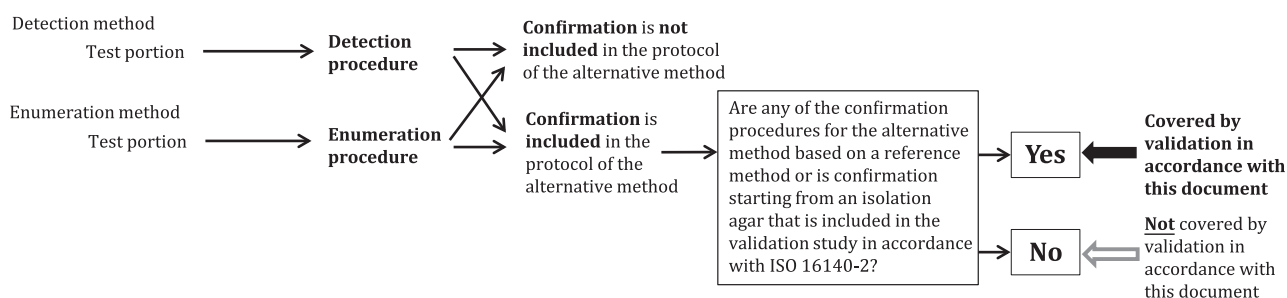 Detection method
Test portion
Detection
procedure
Confirmation is not
included in the protocol
of the alternative method
Enumeration method
Test portion
Enumeration
procedure
Confirmation is
included in the
protocol of the
alternative method
Are any of the confirmation
procedures for the alternative
method based on a reference
method or is confirmation
starting from an isolation
agar that is included in the
validation study in accordance
with ISO 16140-2?
Yes
Covered by
validation in
accordance with
this document
No
Not covered by
validation in
accordance with
this document